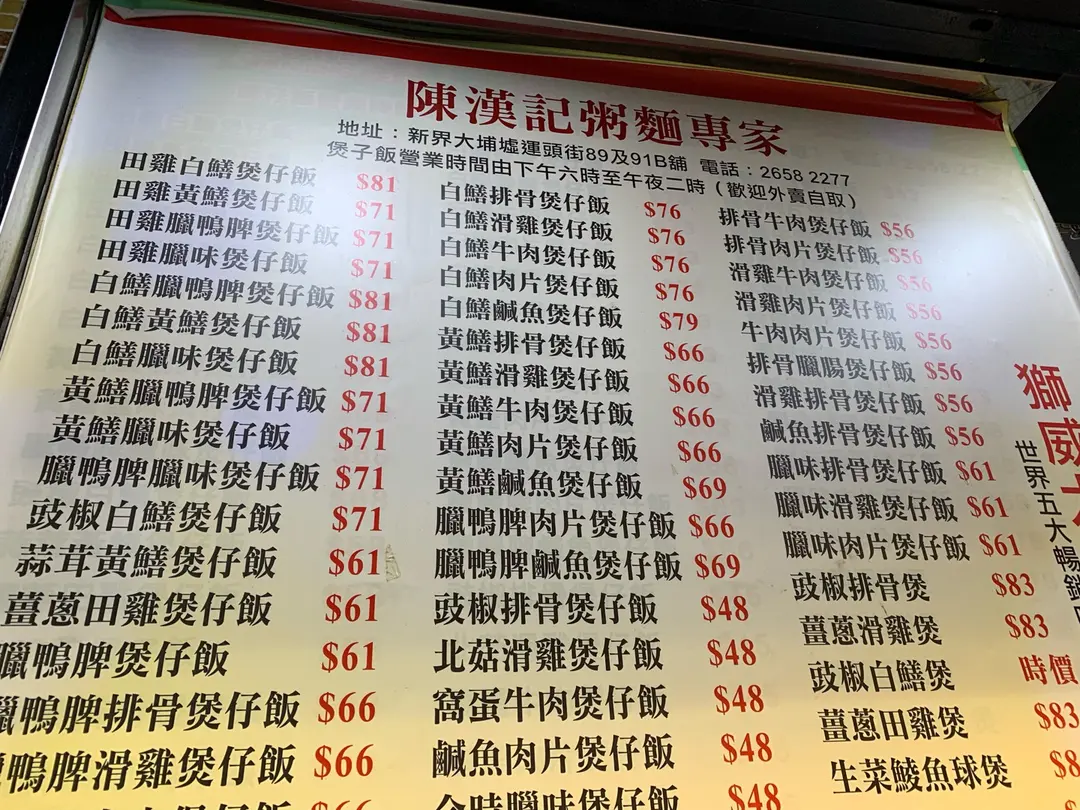 陳漢記粥麵專家
地址：新界大埔墟運頭街89及91B舖 電話：2658 2277
煲子飯營業時間由下午六時至午夜二時（歡迎外賣自取）
田雞白鱔煲仔飯 $81
田雞黃鱔煲仔飯 $71
田雞臘鴨脾煲仔飯 $71
田雞臘味煲仔飯 $71
白鱔臘鴨脾煲仔飯 $81
白鱔黃鱔煲仔飯 $81
白鱔臘味煲仔飯 $81
黃鱔臘鴨脾煲仔飯 $71
黃鱔臘味煲仔飯 $71
臘鴨脾臘味煲仔飯 $71
豉椒白鱔煲仔飯 $71
蒜茸黃鱔煲仔飯 $61
薑蔥田雞煲仔飯 $61
臘鴨脾煲仔飯 $61
臘鴨脾排骨煲仔飯 $66
鴨脾滑雞煲仔飯 $66
煲仔飯
白鱔排骨煲仔飯 $76
白鱔滑雞煲仔飯 $76
白鱔牛肉煲仔飯 $76
白鱔肉片煲仔飯 $76
白鱔鹹魚煲仔飯 $79
黃鱔排骨煲仔飯 $66
黃鱔滑雞煲仔飯 $66
黃鱔牛肉煲仔飯 $66
黃鱔肉片煲仔飯 $66
黃鱔鹹魚煲仔飯 $69
臘鴨脾肉片煲仔飯 $66
臘鴨脾鹹魚煲仔飯 $69
豉椒排骨煲仔飯 $48
北菇滑雞煲仔飯 $48
窩蛋牛肉煲仔飯 $48
鹹魚肉片煲仔飯 $48
臘味煲仔飯 $48
排骨牛肉煲仔飯 $56
排骨肉片煲仔飯 $56
滑雞牛肉煲仔飯 $56
滑雞肉片煲仔飯 $56
牛肉肉片煲仔飯 $56
排骨臘腸煲仔飯 $56
滑雞排骨煲仔飯 $56
鹹魚排骨煲仔飯 $56
臘味排骨煲仔飯 $61
臘味滑雞煲仔飯 $61
臘味肉片煲仔飯 $61
豉椒排骨煲 $83
薑蔥滑雞煲 $83
豉椒白鱔煲 時價
薑蔥田雞煲 $83
生菜鯪魚球煲
獅威
世界五大暢銷